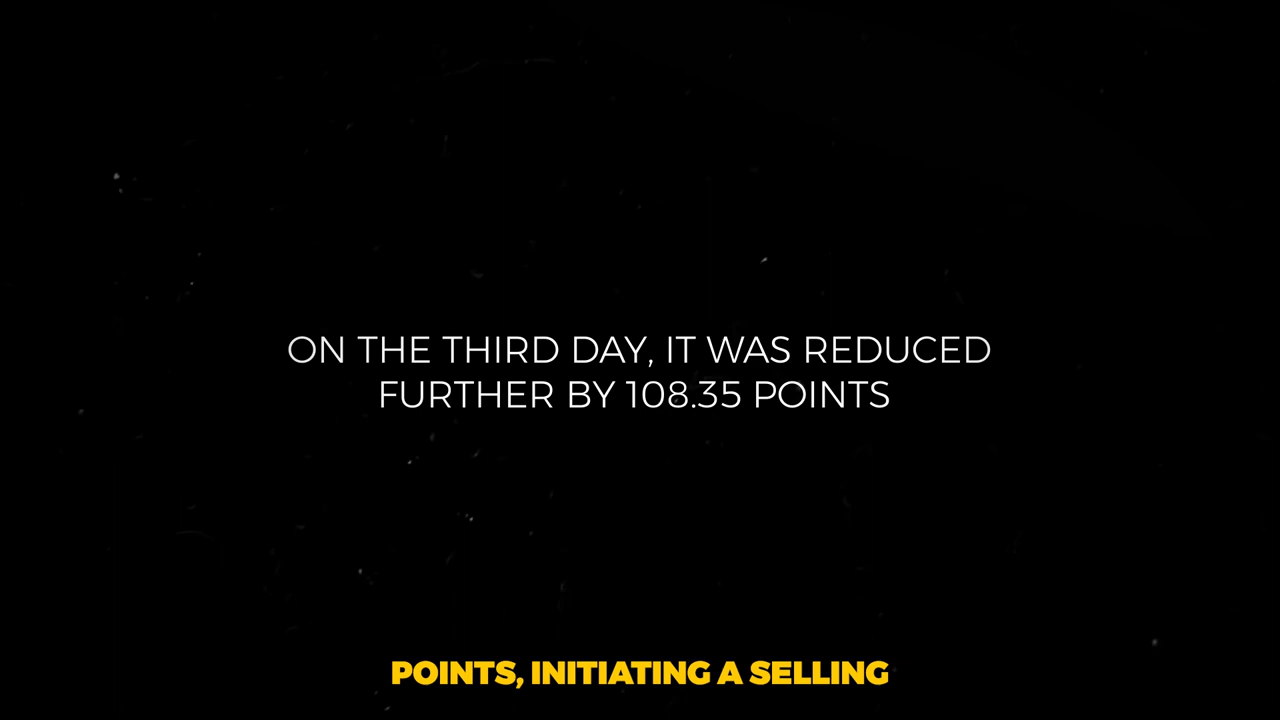 ON THE THIRD DAY, IT WAS REDUCED
FURTHER BY 108.35 POINTS
POINTS, INITIATING A SELLING